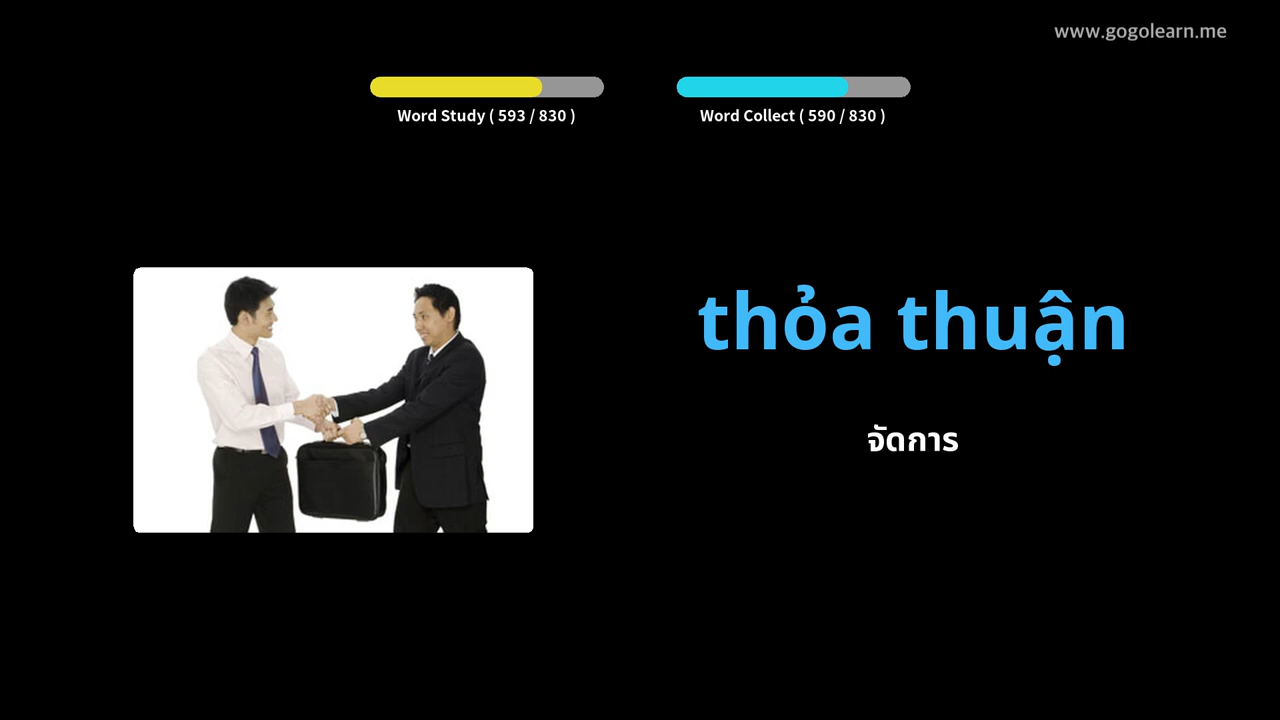 www.gogolearn.me
Word Study ( 593 / 830 )
Word Collect ( 590 / 830 )
thỏa thuận
จัดการ